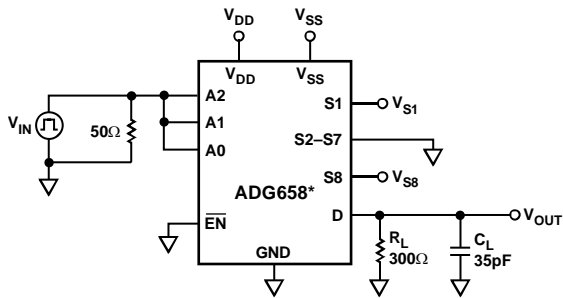 VDD
VSS
VDD
VSS
A2
S1
VS1
VIN
50Ω
A1
S2–S7
A0
S8
VS8
ADG658*
D
VOUT
EN
RL
300Ω
CL
35pF
GND